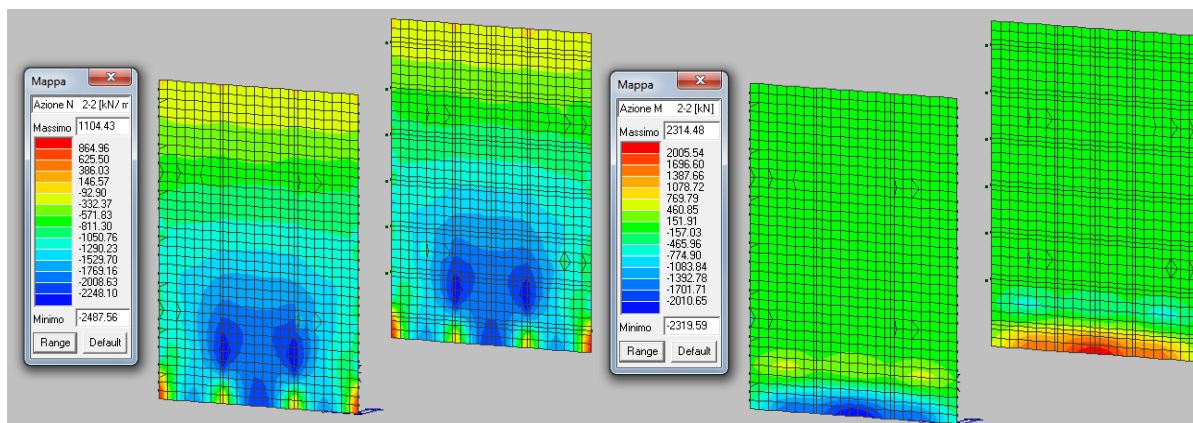 Mappa
Azione N 2-2 [kN/ m
Massimo 1104.43
864.96
625.50
386.03
146.57
-92.90
-332.37
-571.83
-811.30
-1050.76
-1290.23
-1529.70
-1769.16
-2008.63
-2248.10
Minimo -2487.56
Range Default
Mappa
Azione M 2-2 [kN]
Massimo 2314.48
2005.54
1696.60
1387.66
1078.72
769.79
460.85
151.91
-157.03
-465.96
-774.90
-1083.84
-1392.78
-1701.71
-2010.65
Minimo -2319.59
Range Default